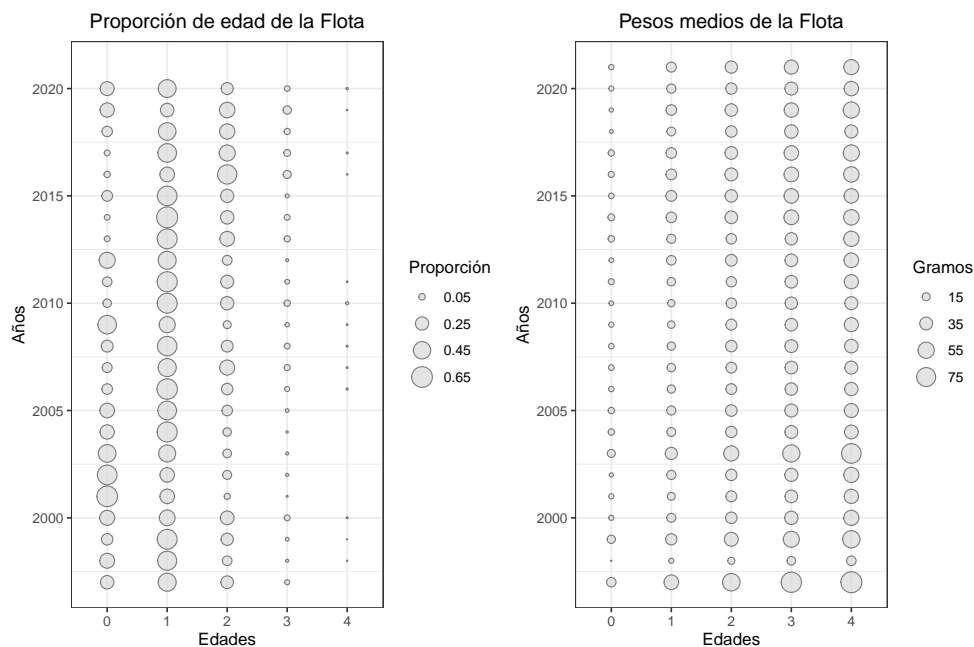 Proporción de edad de la Flota
2020
2015
2010
2005
2000
Años
0 1 2 3 4
Edades
Proporción
0.05
0.25
0.45
0.65
Pesos medios de la Flota
2020
2015
2010
2005
2000
Años
0 1 2 3 4
Edades
Gramos
15
35
55
75